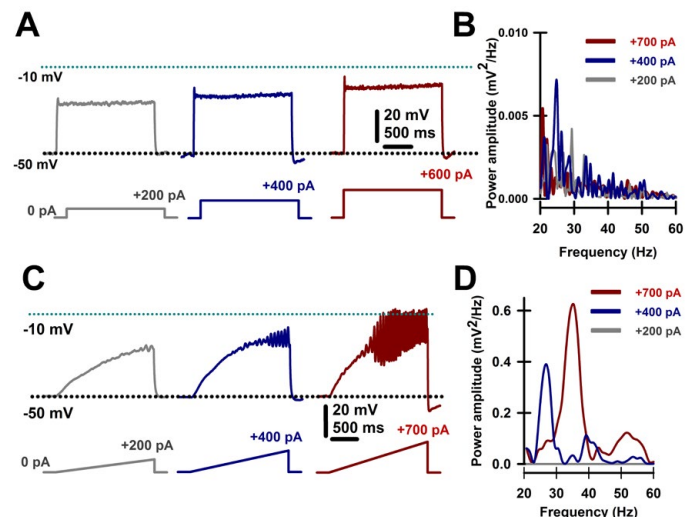 A
-10 mV
-50 mV
20 mV
500 ms
0 pA
+200 pA
+400 pA
+600 pA
B
Power amplitude (mV²/Hz)
0.010
0.005
0.000
+700 pA
+400 pA
+200 pA
20 30 40 50 60
Frequency (Hz)
C
-10 mV
-50 mV
20 mV
500 ms
0 pA
+200 pA
+400 pA
+700 pA
D
Power amplitude (mV²/Hz)
0.6
0.4
0.2
0.0
+700 pA
+400 pA
+200 pA
20 30 40 50 60
Frequency (Hz)